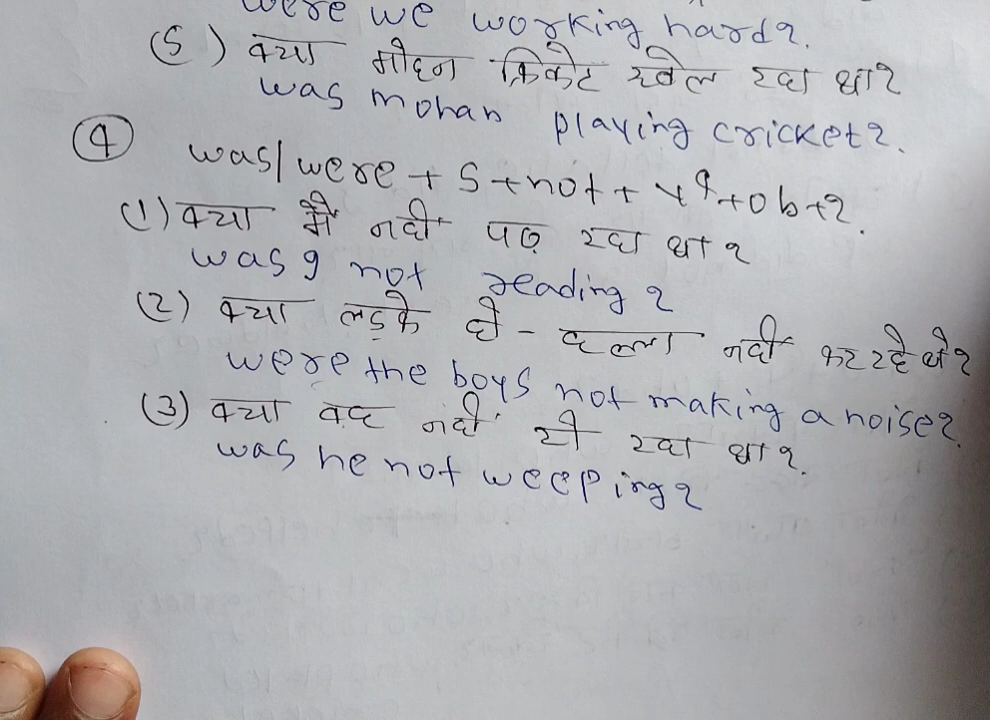 were we working hard?
(5) क्या मोहन क्रिकेट खेल रहा था?
was mohan playing cricket?
(4) was/were + S + not + v⁴ + ob + ?
(1) क्या मैं नहीं पढ़ रहा था?
was I not reading?
(2) क्या लड़के हो-हल्ला नहीं कर रहे थे?
were the boys not making a noise?
(3) क्या वह नहीं रो रहा था?
was he not weeping?